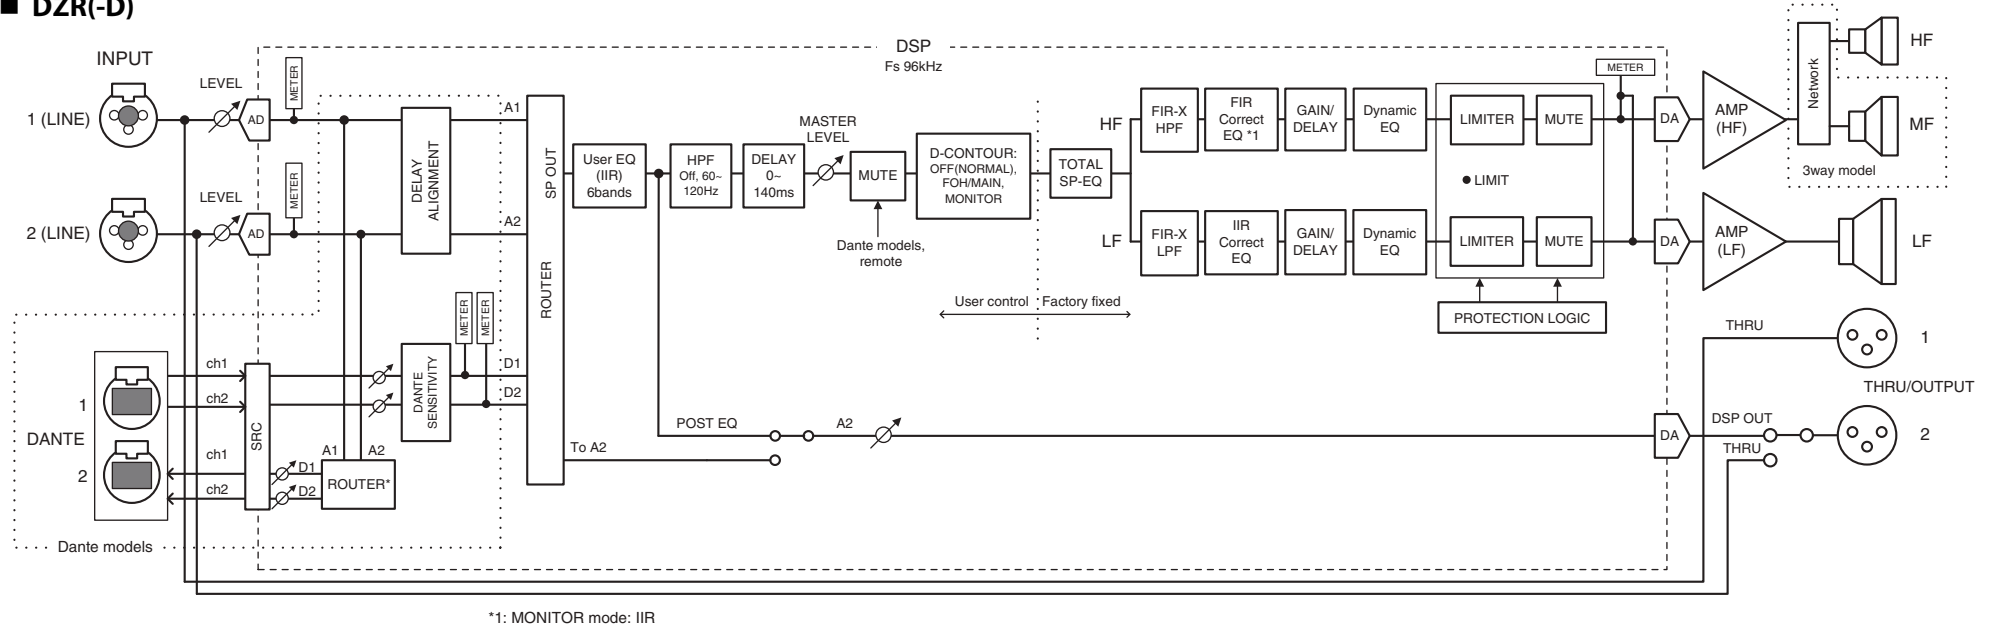 ■ DZR(-D)
INPUT
1 (LINE)
2 (LINE)
LEVEL
AD
METER
LEVEL
AD
METER
DSP
Fs 96kHz
DELAY
ALIGNMENT
A1
A2
SP OUT
ROUTER
User EQ
(IIR)
6bands
HPF
Off, 60~
120Hz
DELAY
0~
140ms
MASTER
LEVEL
MUTE
Dante models,
remote
D-CONTOUR:
OFF(NORMAL),
FOH/MAIN,
MONITOR
User control
Factory fixed
TOTAL
SP-EQ
HF
FIR-X
HPF
FIR
Correct
EQ *1
GAIN/
DELAY
Dynamic
EQ
LIMITER
MUTE
●LIMIT
LF
FIR-X
LPF
IIR
Correct
EQ
GAIN/
DELAY
Dynamic
EQ
LIMITER
MUTE
PROTECTION LOGIC
METER
DA
AMP
(HF)
DA
AMP
(LF)
Network
HF
MF
3way model
LF
DANTE
1
2
ch1
ch2
ch1
ch2
SRC
D1
D2
A1
A2
ROUTER*
DANTE
SENSITIVITY
METER
METER
D1
D2
Dante models
POST EQ
To A2
A2
DA
THRU
1
THRU/OUTPUT
DSP OUT
THRU
2
*1: MONITOR mode: IIR